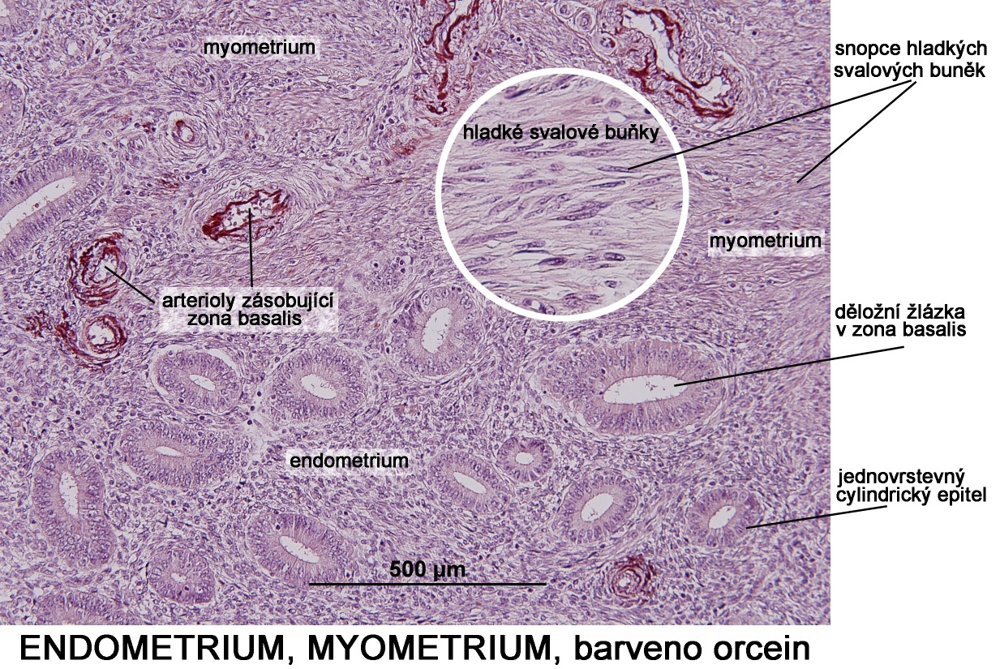 myometrium
snopce hladkých
svalových buněk
hladké svalové buňky
myometrium
arterioly zásobující
zona basalis
děložní žlázka
v zona basalis
endometrium
jednovrstevný
cylindrický epitel
500 µm
ENDOMETRIUM, MYOMETRIUM, barveno orcein